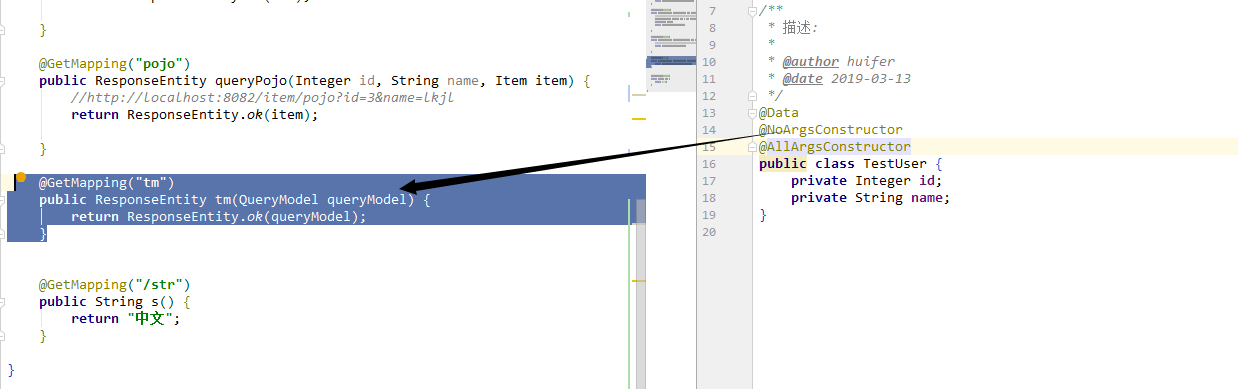 }
@GetMapping("pojo")
public ResponseEntity queryPojo(Integer id, String name, Item item) {
//http://localhost:8082/item/pojo?id=3&name=lkjl
return ResponseEntity.ok(item);
}
@GetMapping("tm")
public ResponseEntity tm(QueryModel queryModel) {
return ResponseEntity.ok(queryModel);
}
@GetMapping("/str")
public String s() {
return "中文";
}
}
7 /**
8 * 描述:
9 *
10 * @author huifer
11 * @date 2019-03-13
12 */
13 @Data
14 @NoArgsConstructor
15 @AllArgsConstructor
16 public class TestUser {
17 private Integer id;
18 private String name;
19 }
20